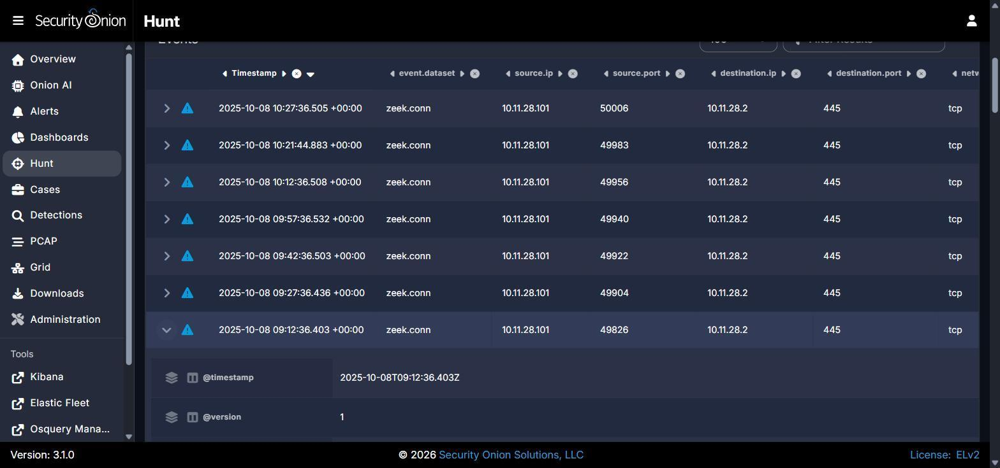 Security Onion
Hunt
Overview
Onion AI
Alerts
Dashboards
Hunt
Cases
Detections
PCAP
Grid
Downloads
Administration
Tools
Kibana
Elastic Fleet
Osquery Mana...
Events
100
Filter Results
Timestamp event.dataset source.ip source.port destination.ip destination.port netw
2025-10-08 10:27:36.505 +00:00 zeek.conn 10.11.28.101 50006 10.11.28.2 445 tcp
2025-10-08 10:21:44.883 +00:00 zeek.conn 10.11.28.101 49983 10.11.28.2 445 tcp
2025-10-08 10:12:36.508 +00:00 zeek.conn 10.11.28.101 49956 10.11.28.2 445 tcp
2025-10-08 09:57:36.532 +00:00 zeek.conn 10.11.28.101 49940 10.11.28.2 445 tcp
2025-10-08 09:42:36.503 +00:00 zeek.conn 10.11.28.101 49922 10.11.28.2 445 tcp
2025-10-08 09:27:36.436 +00:00 zeek.conn 10.11.28.101 49904 10.11.28.2 445 tcp
2025-10-08 09:12:36.403 +00:00 zeek.conn 10.11.28.101 49826 10.11.28.2 445 tcp
@timestamp 2025-10-08T09:12:36.403Z
@version 1
Version: 3.1.0
© 2026 Security Onion Solutions, LLC
License: ELv2